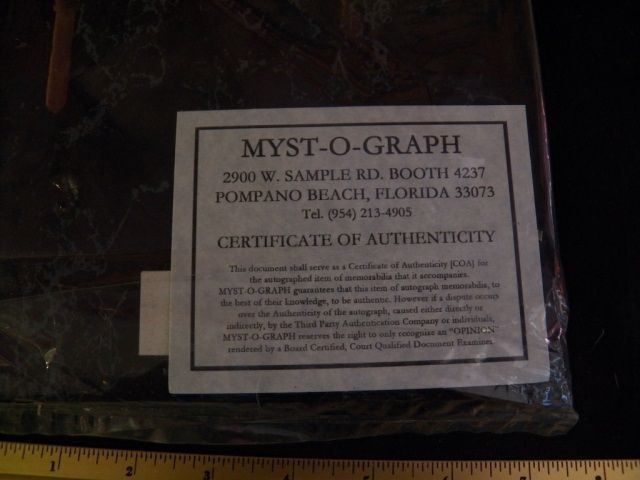 MYST-O-GRAPH
2900 W. SAMPLE RD. BOOTH 4237
POMPANO BEACH, FLORIDA 33073
Tel. (954) 213-4905
CERTIFICATE OF AUTHENTICITY
This document shall serve as a Certificate of Authenticity [COA] for
the autographed item of memorabilia that it accompanies.
MYST-O-GRAPH guarantees that this item of autograph memorabilia, to
the best of their knowledge, to be authentic. However if a dispute occurs
over the Authenticity of the autograph, caused either directly or
indirectly, by the Third Party Authentication Company or individuals,
MYST-O-GRAPH reserves the right to only recognize an "OPINION"
rendered by a Board Certified, Court Qualified Document Examiner.
1 2 3 4 5 6 7 8